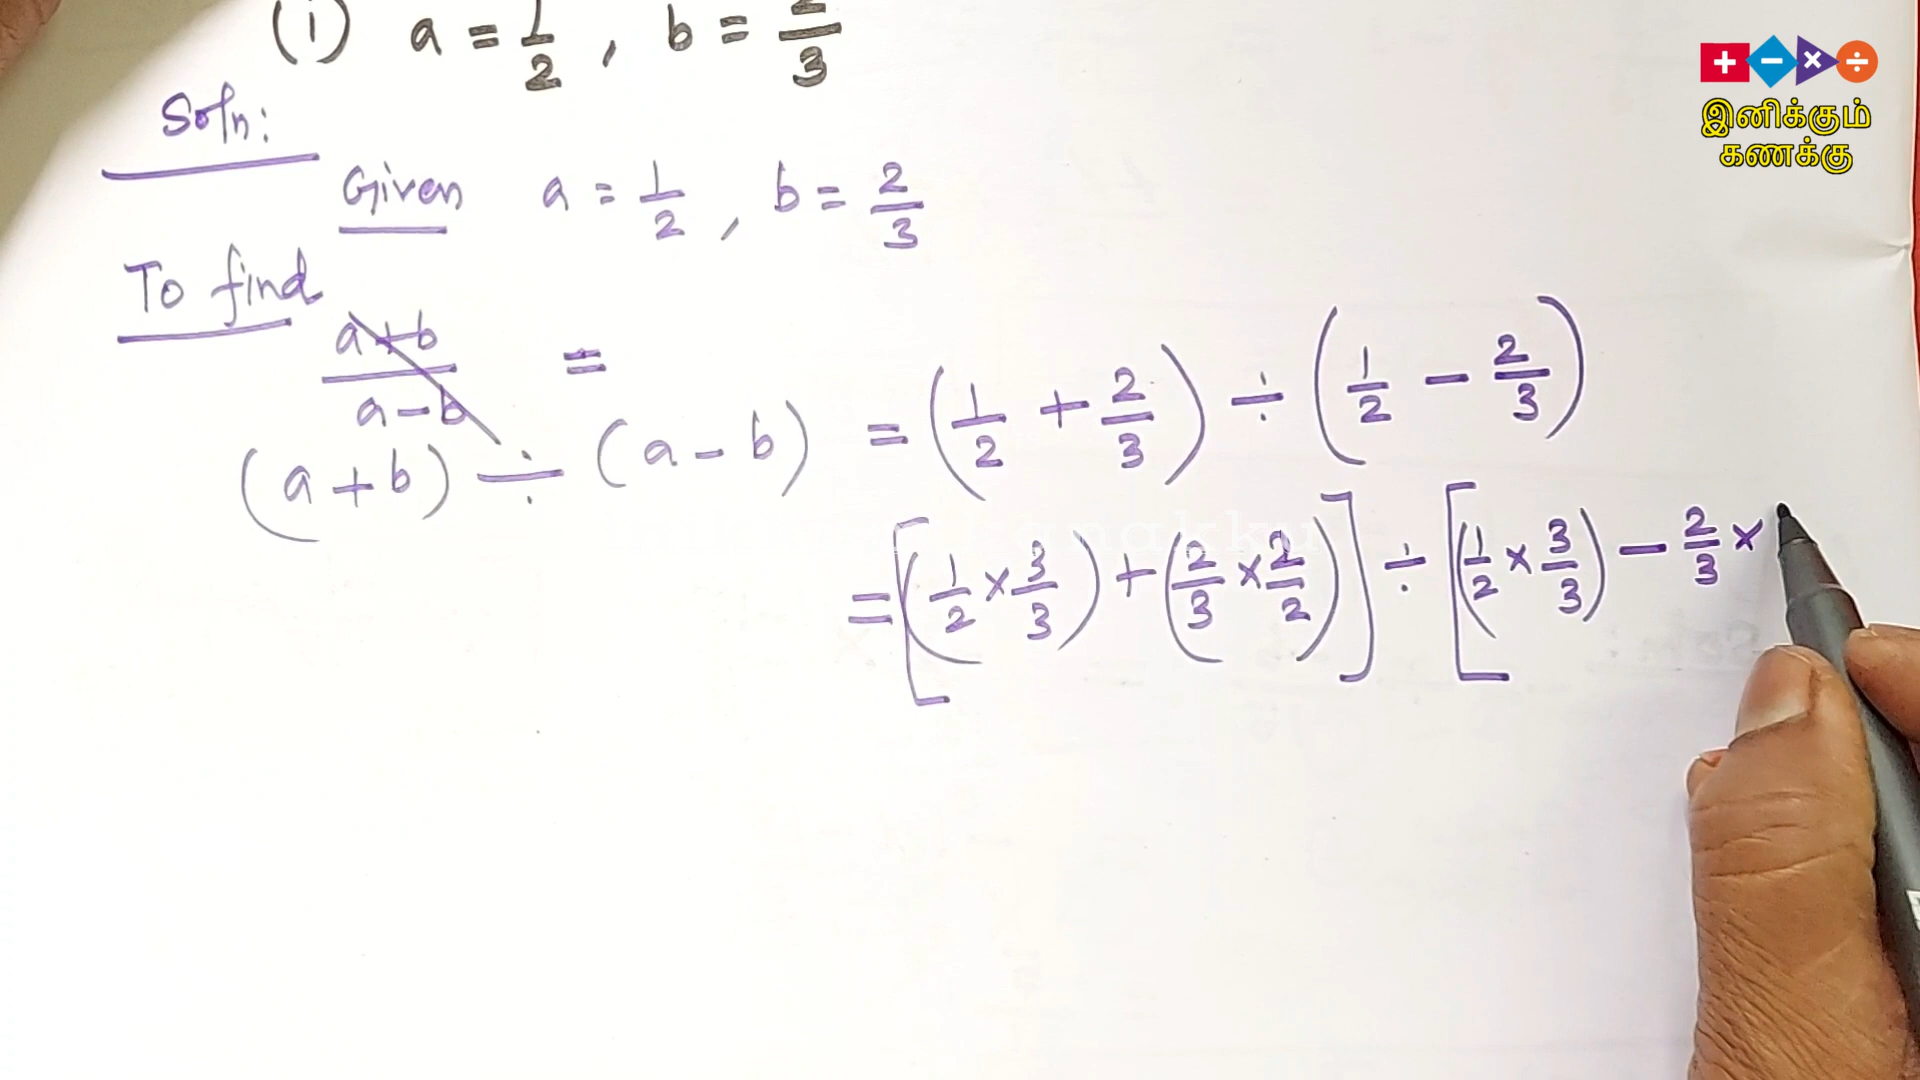 (i) a = 1/2 , b = 2/3
Soln:
Given a = 1/2 , b = 2/3
To find
a+b/a-b =
(a+b) ÷ (a-b) = (1/2 + 2/3) ÷ (1/2 - 2/3)
= [(1/2 × 3/3) + (2/3 × 2/2)] ÷ [(1/2 × 3/3) - 2/3 ×
+ - × ÷
இனிக்கும்
கணக்கு